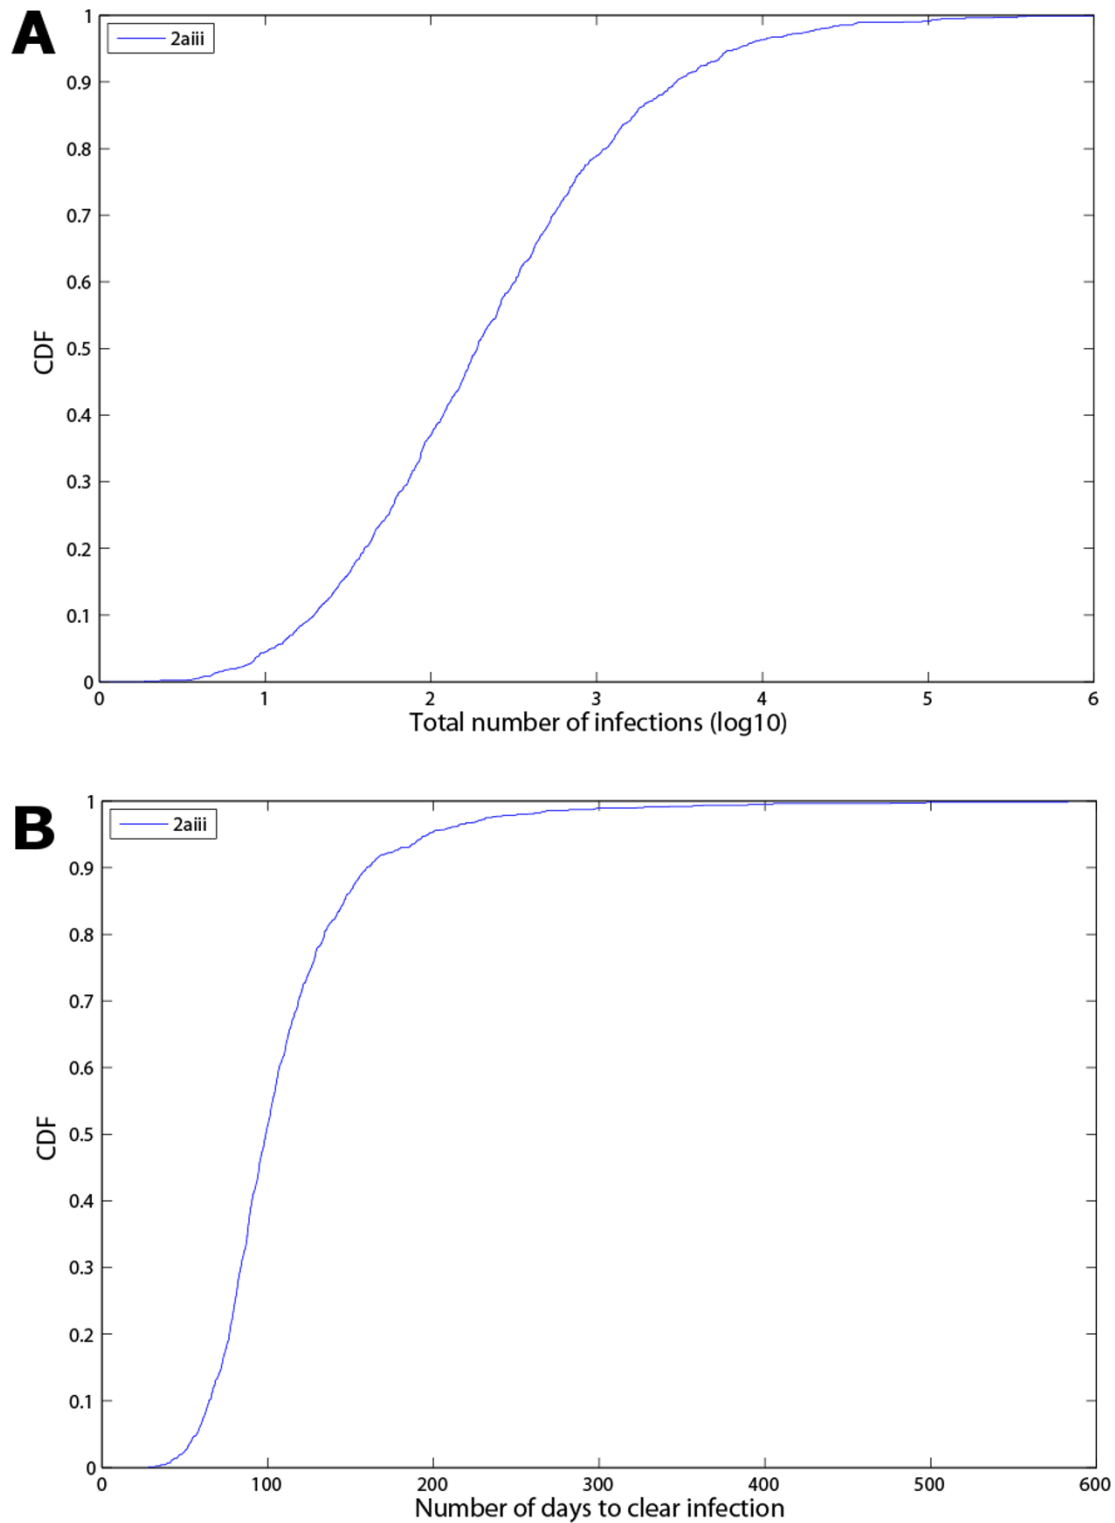 A
1
2aiii
0.9
0.8
0.7
0.6
0.5
CDF
0.4
0.3
0.2
0.1
0
0 1 2 3 4 5 6
Total number of infections (log10)
B
1
2aiii
0.9
0.8
0.7
0.6
0.5
CDF
0.4
0.3
0.2
0.1
0
0 100 200 300 400 500 600
Number of days to clear infection